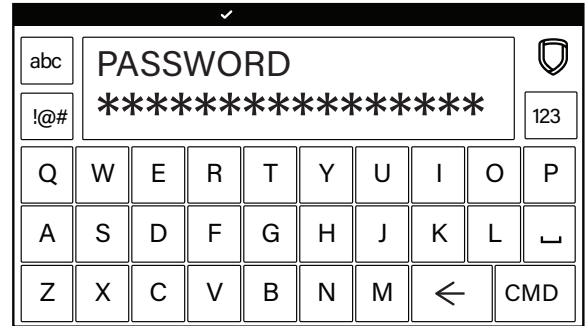 abc
PASSWORD
!@#
****************
123
Q W E R T Y U I O P
A S D F G H J K L
Z X C V B N M CMD